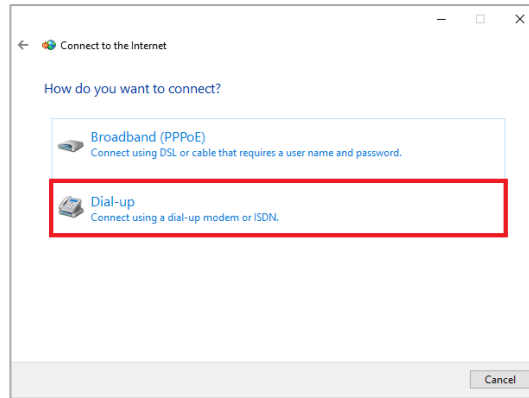 Connect to the Internet
How do you want to connect?
Broadband (PPPoE)
Connect using DSL or cable that requires a user name and password.
Dial-up
Connect using a dial-up modem or ISDN.
Cancel